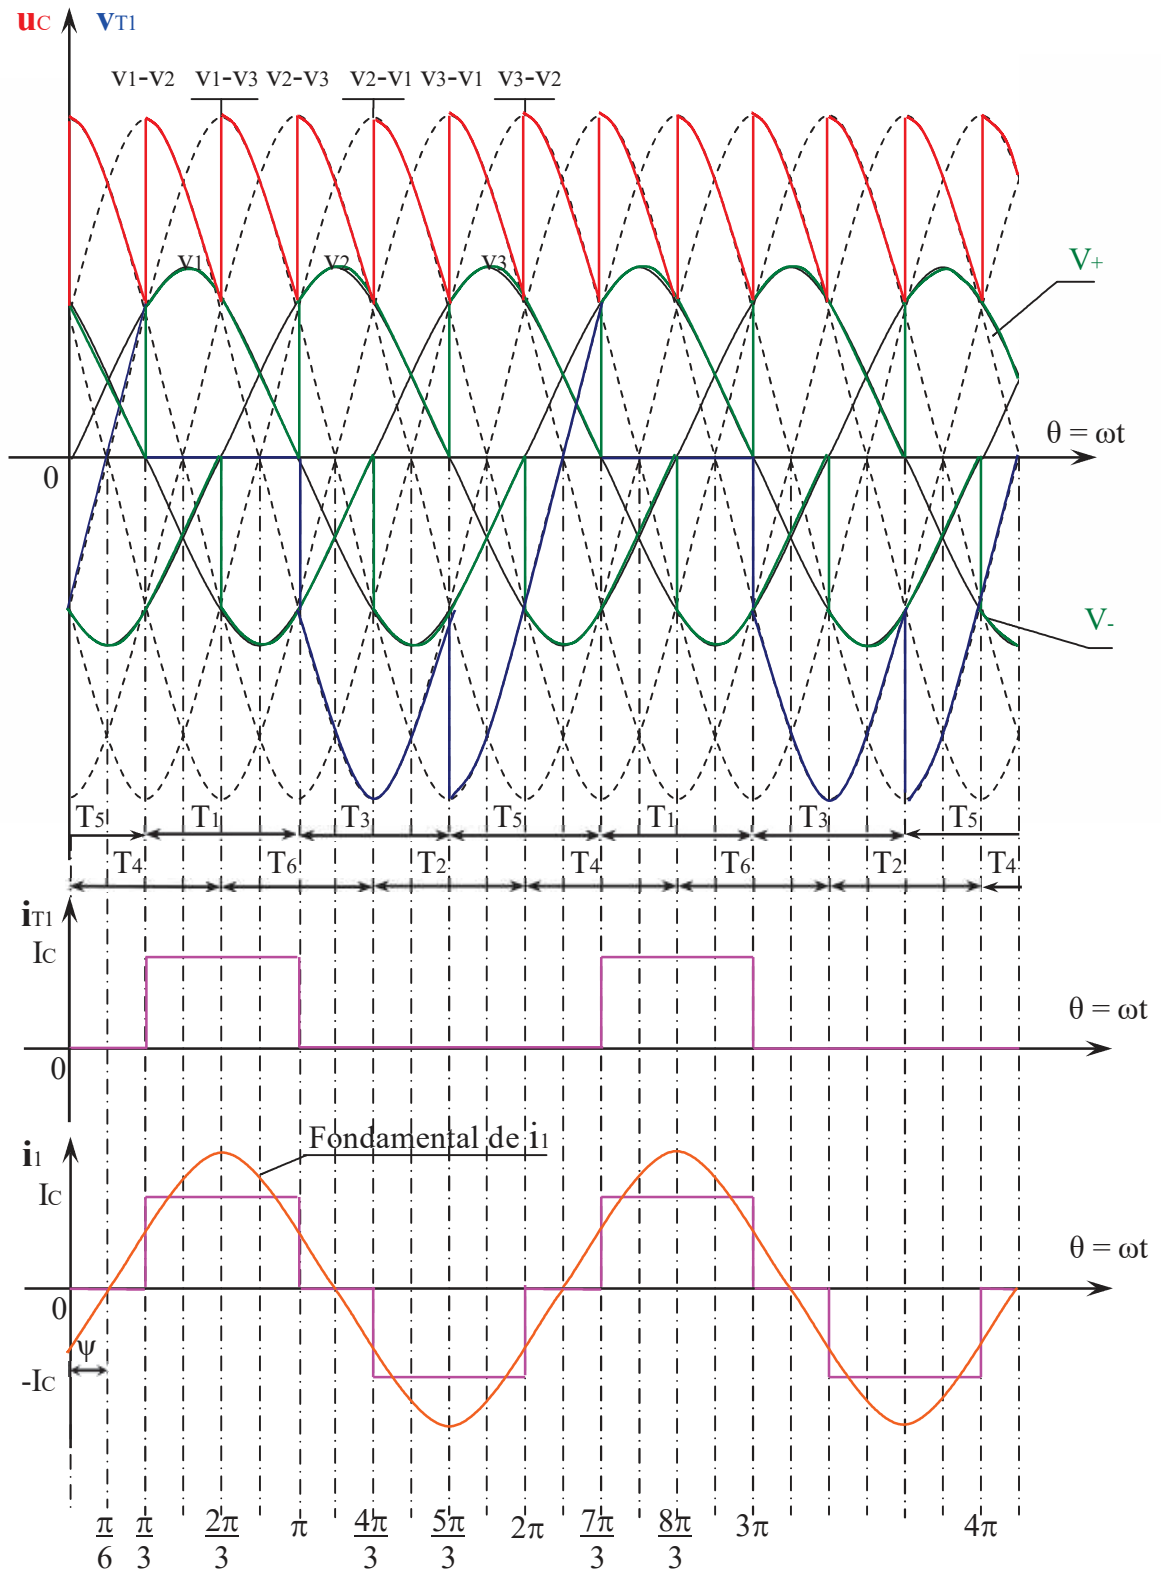 uC vT1
v1-v2 v1-v3 v2-v3 v2-v1 v3-v1 v3-v2
v1 v2 v3
V+
θ = ωt
0
V-
T5 T1 T3 T5 T1 T3 T5
T4 T6 T2 T4 T6 T2 T4
iT1
IC
θ = ωt
0
Fondamental de i1
i1
IC
θ = ωt
0
ψ
-IC
π/6 π/3 2π/3 π 4π/3 5π/3 2π 7π/3 8π/3 3π 4π